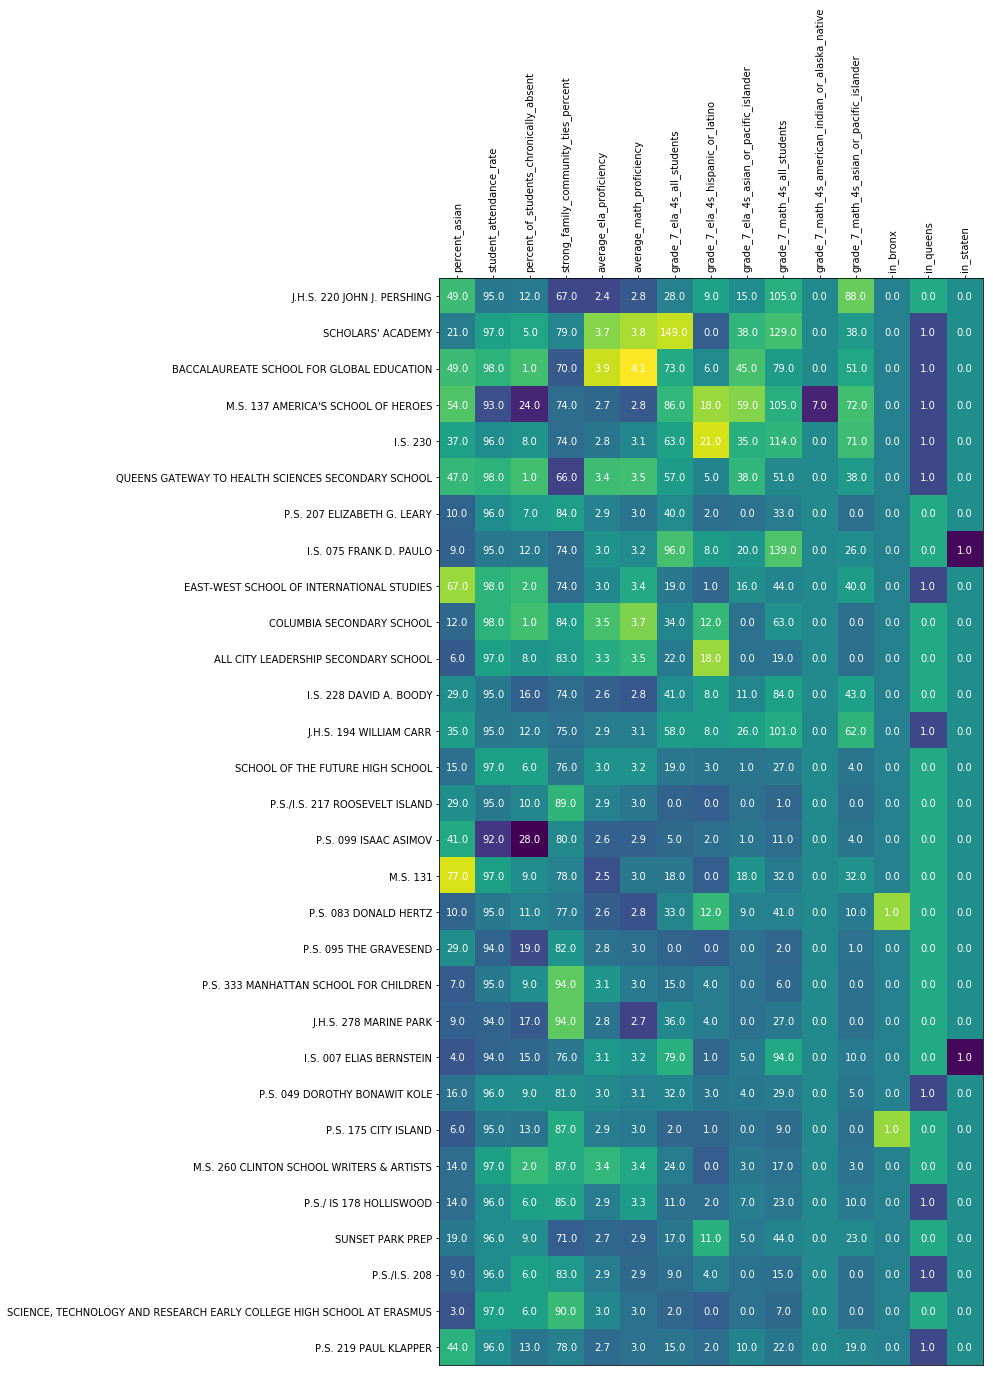 percent_asian
student_attendance_rate
percent_of_students_chronically_absent
strong_family_community_ties_percent
average_ela_proficiency
average_math_proficiency
grade_7_ela_4s_all_students
grade_7_ela_4s_hispanic_or_latino
grade_7_ela_4s_asian_or_pacific_islander
grade_7_math_4s_all_students
grade_7_math_4s_american_indian_or_alaska_native
grade_7_math_4s_asian_or_pacific_islander
in_bronx
in_queens
in_staten
J.H.S. 220 JOHN J. PERSHING 49.0 95.0 12.0 67.0 2.4 2.8 28.0 9.0 15.0 105.0 0.0 88.0 0.0 0.0 0.0
SCHOLARS' ACADEMY 21.0 97.0 5.0 79.0 3.7 3.8 149.0 0.0 38.0 129.0 0.0 38.0 0.0 1.0 0.0
BACCALAUREATE SCHOOL FOR GLOBAL EDUCATION 49.0 98.0 1.0 70.0 3.9 4.1 73.0 6.0 45.0 79.0 0.0 51.0 0.0 1.0 0.0
M.S. 137 AMERICA'S SCHOOL OF HEROES 54.0 93.0 24.0 74.0 2.7 2.8 86.0 18.0 59.0 105.0 7.0 72.0 0.0 1.0 0.0
I.S. 230 37.0 96.0 8.0 74.0 2.8 3.1 63.0 21.0 35.0 114.0 0.0 71.0 0.0 1.0 0.0
QUEENS GATEWAY TO HEALTH SCIENCES SECONDARY SCHOOL 47.0 98.0 1.0 66.0 3.4 3.5 57.0 5.0 38.0 51.0 0.0 38.0 0.0 1.0 0.0
P.S. 207 ELIZABETH G. LEARY 10.0 96.0 7.0 84.0 2.9 3.0 40.0 2.0 0.0 33.0 0.0 0.0 0.0 0.0 0.0
I.S. 075 FRANK D. PAULO 9.0 95.0 12.0 74.0 3.0 3.2 96.0 8.0 20.0 139.0 0.0 26.0 0.0 0.0 1.0
EAST-WEST SCHOOL OF INTERNATIONAL STUDIES 67.0 98.0 2.0 74.0 3.0 3.4 19.0 1.0 16.0 44.0 0.0 40.0 0.0 1.0 0.0
COLUMBIA SECONDARY SCHOOL 12.0 98.0 1.0 84.0 3.5 3.7 34.0 12.0 0.0 63.0 0.0 0.0 0.0 0.0 0.0
ALL CITY LEADERSHIP SECONDARY SCHOOL 6.0 97.0 8.0 83.0 3.3 3.5 22.0 18.0 0.0 19.0 0.0 0.0 0.0 0.0 0.0
I.S. 228 DAVID A. BOODY 29.0 95.0 16.0 74.0 2.6 2.8 41.0 8.0 11.0 84.0 0.0 43.0 0.0 0.0 0.0
J.H.S. 194 WILLIAM CARR 35.0 95.0 12.0 75.0 2.9 3.1 58.0 8.0 26.0 101.0 0.0 62.0 0.0 1.0 0.0
SCHOOL OF THE FUTURE HIGH SCHOOL 15.0 97.0 6.0 76.0 3.0 3.2 19.0 3.0 1.0 27.0 0.0 4.0 0.0 0.0 0.0
P.S./I.S. 217 ROOSEVELT ISLAND 29.0 95.0 10.0 89.0 2.9 3.0 0.0 0.0 0.0 1.0 0.0 0.0 0.0 0.0 0.0
P.S. 099 ISAAC ASIMOV 41.0 92.0 28.0 80.0 2.6 2.9 5.0 2.0 1.0 11.0 0.0 4.0 0.0 0.0 0.0
M.S. 131 77.0 97.0 9.0 78.0 2.5 3.0 18.0 0.0 18.0 32.0 0.0 32.0 0.0 0.0 0.0
P.S. 083 DONALD HERTZ 10.0 95.0 11.0 77.0 2.6 2.8 33.0 12.0 9.0 41.0 0.0 10.0 1.0 0.0 0.0
P.S. 095 THE GRAVESEND 29.0 94.0 19.0 82.0 2.8 3.0 0.0 0.0 0.0 2.0 0.0 1.0 0.0 0.0 0.0
P.S. 333 MANHATTAN SCHOOL FOR CHILDREN 7.0 95.0 9.0 94.0 3.1 3.0 15.0 4.0 0.0 6.0 0.0 0.0 0.0 0.0 0.0
J.H.S. 278 MARINE PARK 9.0 94.0 17.0 94.0 2.8 2.7 36.0 4.0 0.0 27.0 0.0 0.0 0.0 0.0 0.0
I.S. 007 ELIAS BERNSTEIN 4.0 94.0 15.0 76.0 3.1 3.2 79.0 1.0 5.0 94.0 0.0 10.0 0.0 0.0 1.0
P.S. 049 DOROTHY BONAWIT KOLE 16.0 96.0 9.0 81.0 3.0 3.1 32.0 3.0 4.0 29.0 0.0 5.0 0.0 1.0 0.0
P.S. 175 CITY ISLAND 6.0 95.0 13.0 87.0 2.9 3.0 2.0 1.0 0.0 9.0 0.0 0.0 1.0 0.0 0.0
M.S. 260 CLINTON SCHOOL WRITERS & ARTISTS 14.0 97.0 2.0 87.0 3.4 3.4 24.0 0.0 3.0 17.0 0.0 3.0 0.0 0.0 0.0
P.S./ IS 178 HOLLISWOOD 14.0 96.0 6.0 85.0 2.9 3.3 11.0 2.0 7.0 23.0 0.0 10.0 0.0 1.0 0.0
SUNSET PARK PREP 19.0 96.0 9.0 71.0 2.7 2.9 17.0 11.0 5.0 44.0 0.0 23.0 0.0 0.0 0.0
P.S./I.S. 208 9.0 96.0 6.0 83.0 2.9 2.9 9.0 4.0 0.0 15.0 0.0 0.0 0.0 1.0 0.0
SCIENCE, TECHNOLOGY AND RESEARCH EARLY COLLEGE HIGH SCHOOL AT ERASMUS 3.0 97.0 6.0 90.0 3.0 3.0 2.0 0.0 0.0 7.0 0.0 0.0 0.0 0.0 0.0
P.S. 219 PAUL KLAPPER 44.0 96.0 13.0 78.0 2.7 3.0 15.0 2.0 10.0 22.0 0.0 19.0 0.0 1.0 0.0